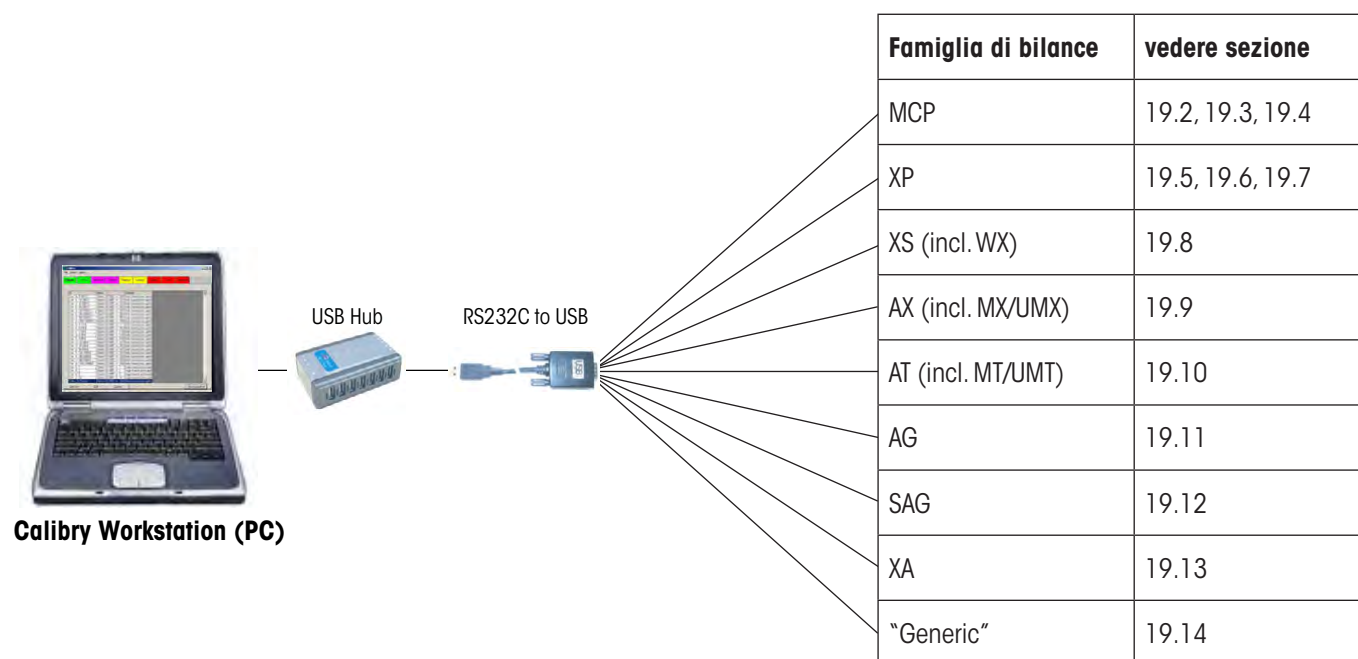 Famiglia di bilance vedere sezione
MCP 19.2, 19.3, 19.4
XP 19.5, 19.6, 19.7
XS (incl. WX) 19.8
AX (incl. MX/UMX) 19.9
AT (incl. MT/UMT) 19.10
AG 19.11
SAG 19.12
XA 19.13
“Generic” 19.14
USB Hub
RS232C to USB
USB
Calibry Workstation (PC)